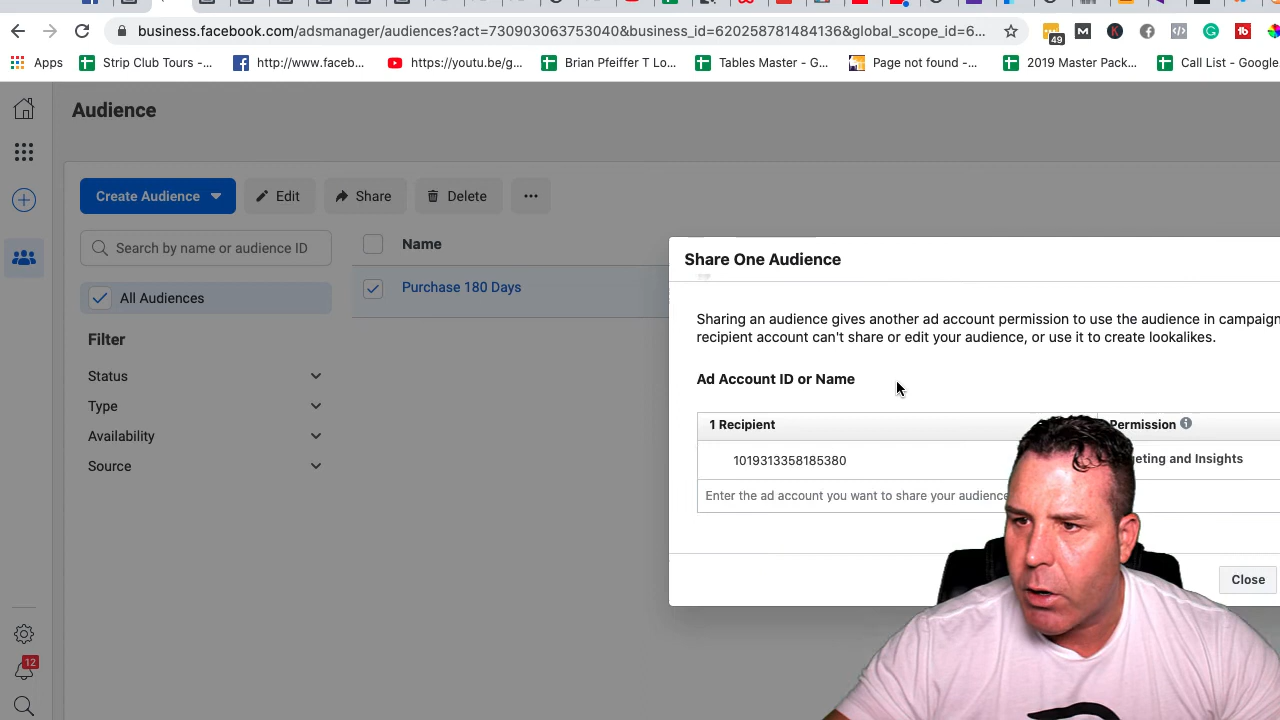 business.facebook.com/adsmanager/audiences?act=730903063753040&business_id=620258781484136&global_scope_id=6...
49
Apps
Strip Club Tours -...
http://www.faceb...
https://youtu.be/g...
Brian Pfeiffer T Lo...
Tables Master - G...
Page not found -...
2019 Master Pack...
Call List - Google
Audience
Create Audience
Edit
Share
Delete
Search by name or audience ID
Name
All Audiences
Purchase 180 Days
Filter
Status
Type
Availability
Source
12
Share One Audience
Sharing an audience gives another ad account permission to use the audience in campaign
recipient account can't share or edit your audience, or use it to create lookalikes.
Ad Account ID or Name
1 Recipient
Permission
1019313358185380
eting and Insights
Enter the ad account you want to share your audience
Close